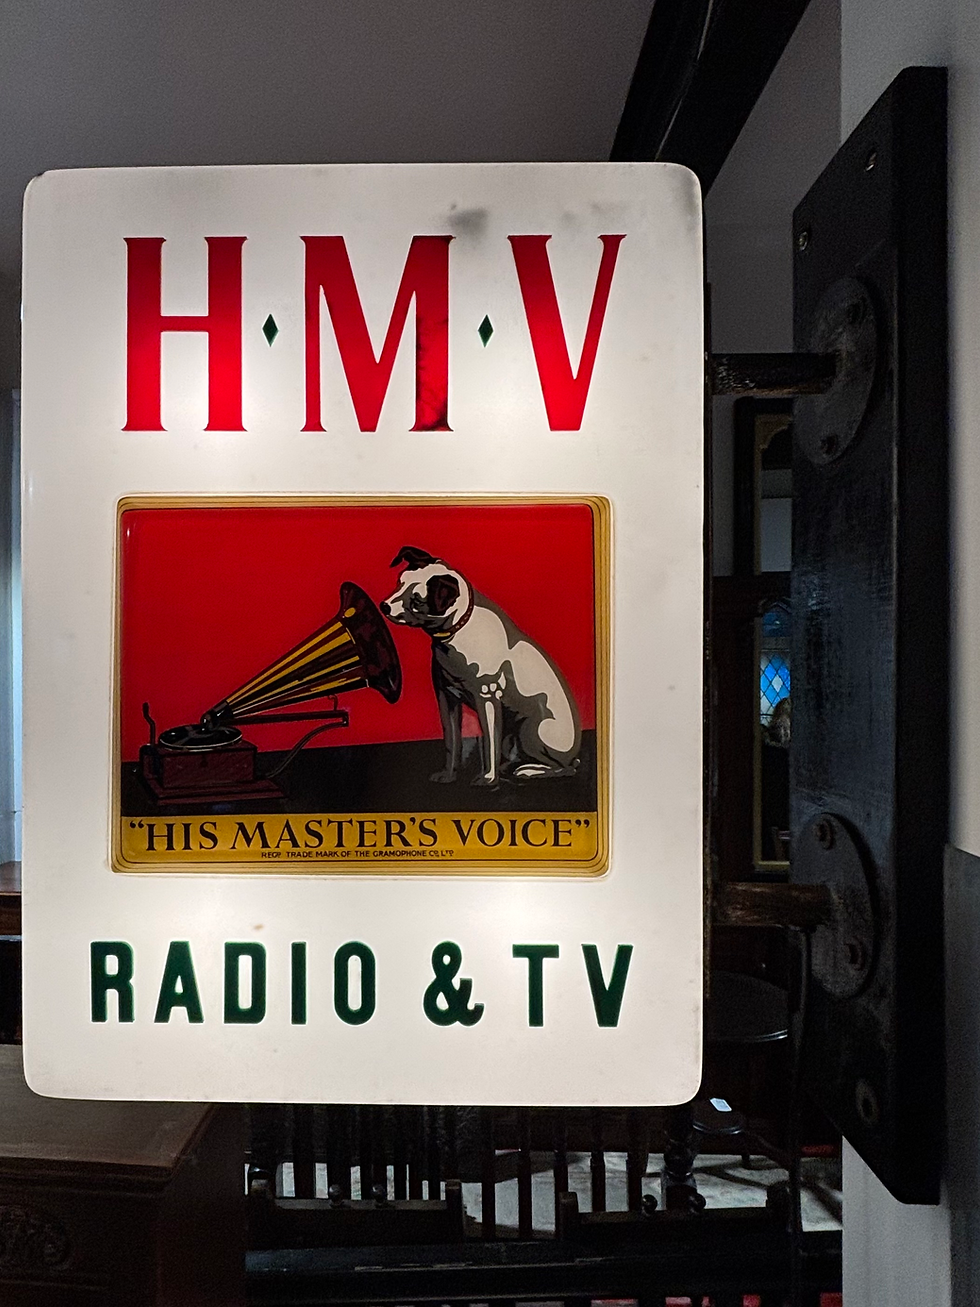 H·M·V
"HIS MASTER'S VOICE"
REGD. TRADE MARK OF THE GRAMOPHONE CO. LTD.
RADIO & TV